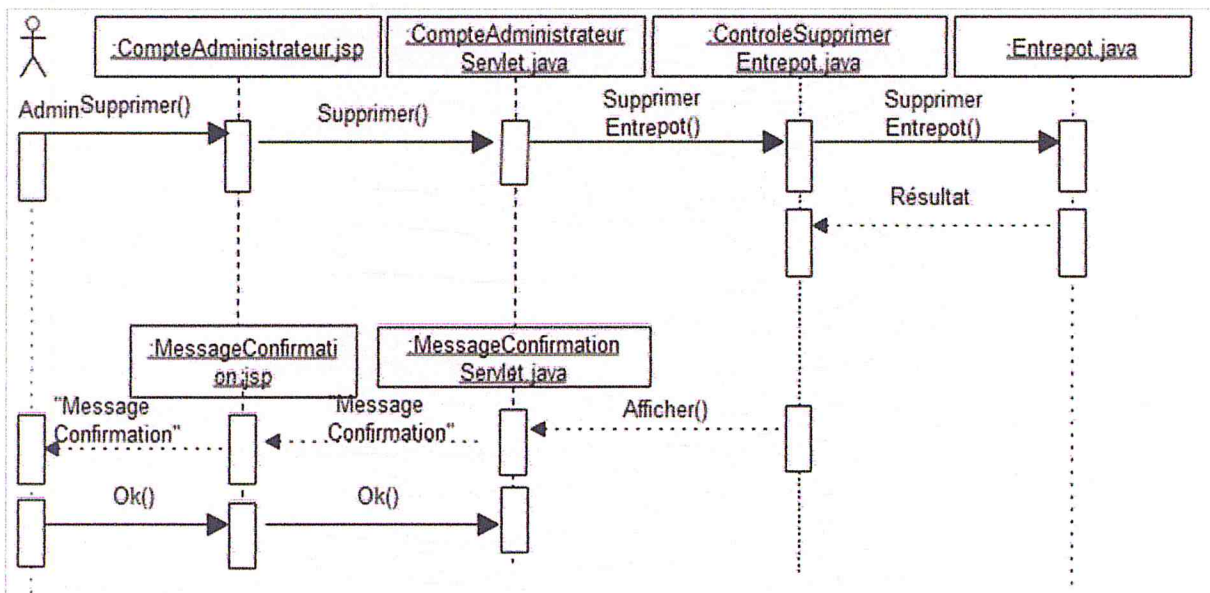 :CompteAdministrateur.jsp
:CompteAdministrateur
Servlet.java
:ControleSupprimer
Entrepot.java
:Entrepot.java
Admin
Supprimer()
Supprimer()
Supprimer
Entrepot()
Supprimer
Entrepot()
Résultat
:MessageConfirmati
on.jsp
:MessageConfirmation
Servlet.java
"Message
Confirmation"
Message
Confirmation"
Afficher()
Ok()
Ok()